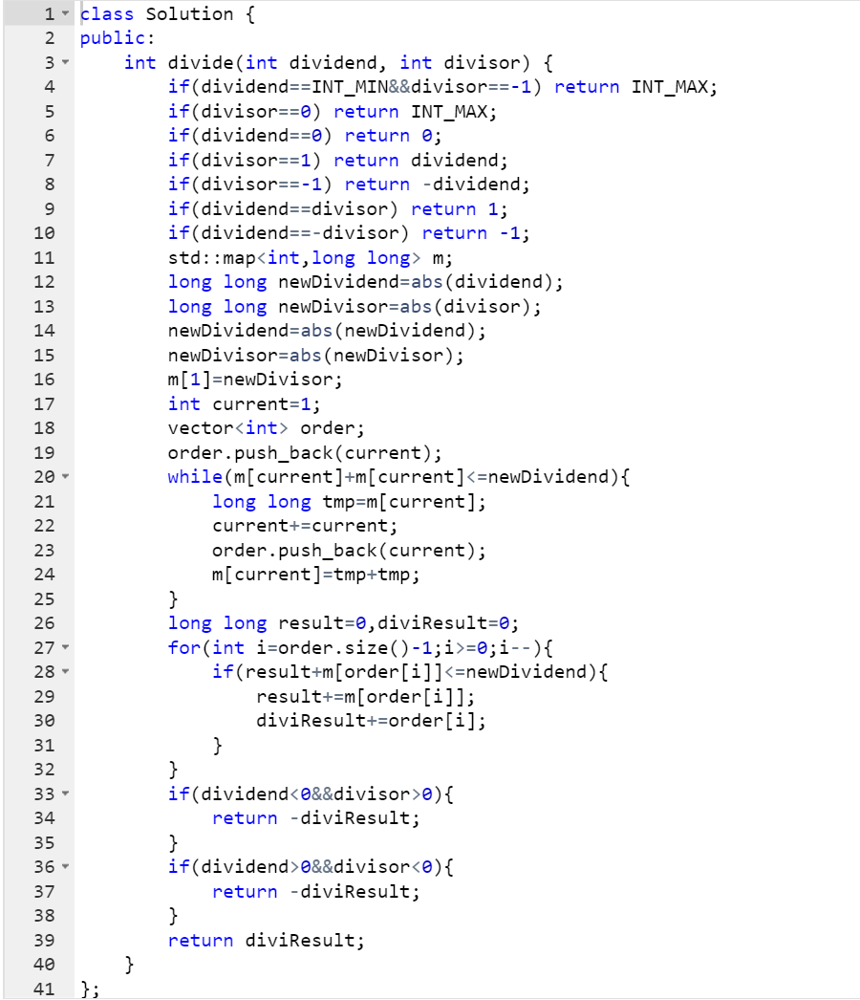 1 class Solution {
2 public:
3     int divide(int dividend, int divisor) {
4         if(dividend==INT_MIN&&divisor==-1) return INT_MAX;
5         if(divisor==0) return INT_MAX;
6         if(dividend==0) return 0;
7         if(divisor==1) return dividend;
8         if(divisor==-1) return -dividend;
9         if(dividend==divisor) return 1;
10         if(dividend==-divisor) return -1;
11         std::map<int,long long> m;
12         long long newDividend=abs(dividend);
13         long long newDivisor=abs(divisor);
14         newDividend=abs(newDividend);
15         newDivisor=abs(newDivisor);
16         m[1]=newDivisor;
17         int current=1;
18         vector<int> order;
19         order.push_back(current);
20         while(m[current]+m[current]<=newDividend){
21             long long tmp=m[current];
22             current+=current;
23             order.push_back(current);
24             m[current]=tmp+tmp;
25         }
26         long long result=0,diviResult=0;
27         for(int i=order.size()-1;i>=0;i--){
28             if(result+m[order[i]]<=newDividend){
29                 result+=m[order[i]];
30                 diviResult+=order[i];
31             }
32         }
33         if(dividend<0&&divisor>0){
34             return -diviResult;
35         }
36         if(dividend>0&&divisor<0){
37             return -diviResult;
38         }
39         return diviResult;
40     }
41 };